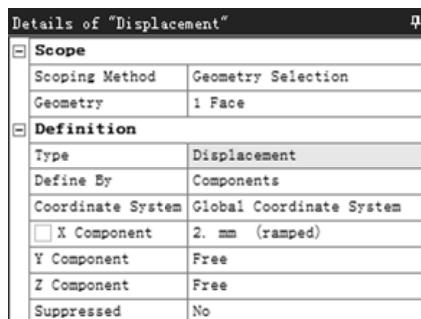 Details of "Displacement"
Scope
Scoping Method Geometry Selection
Geometry 1 Face
Definition
Type Displacement
Define By Components
Coordinate System Global Coordinate System
X Component 2. mm (ramped)
Y Component Free
Z Component Free
Suppressed No